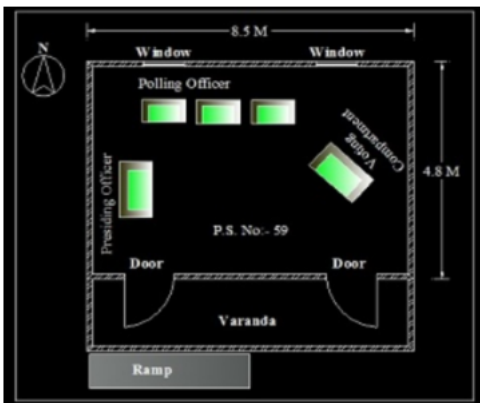 8.5 M
N
Window Window
Polling Officer
Voting
Compartment
4.8 M
Presiding Officer
P.S. No:- 59
Door Door
Varanda
Ramp